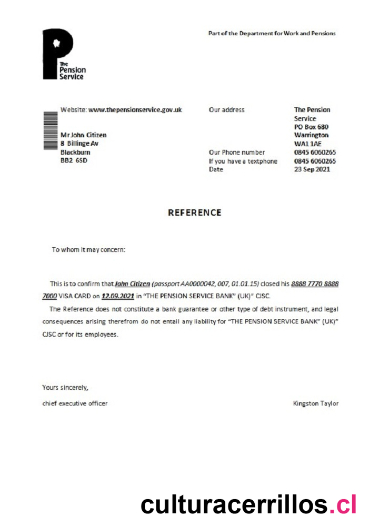 Part of the Department for Work and Pensions
The
Pension
Service
Website: www.thepensionservice.gov.uk
Mr John Citizen
8 Billinge Av
Blackburn
BB2 6SD
Our address
The Pension
Service
PO Box 680
Warrington
WA1 1AE
Our Phone number 0845 6060265
If you have a textphone 0845 6060265
Date 23 Sep 2021
REFERENCE
To whom it may concern:
This is to confirm that John Citizen (passport AA0000042, 007, 01.01.15) closed his 8888 7770 8888
7000 VISA CARD on 12.09.2021 in "THE PENSION SERVICE BANK" (UK)" CJSC.
The Reference does not constitute a bank guarantee or other type of debt instrument, and legal
consequences arising therefrom do not entail any liability for "THE PENSION SERVICE BANK" (UK)"
CJSC or for its employees.
Yours sincerely,
chief executive officer Kingston Taylor
culturacerrillos.cl